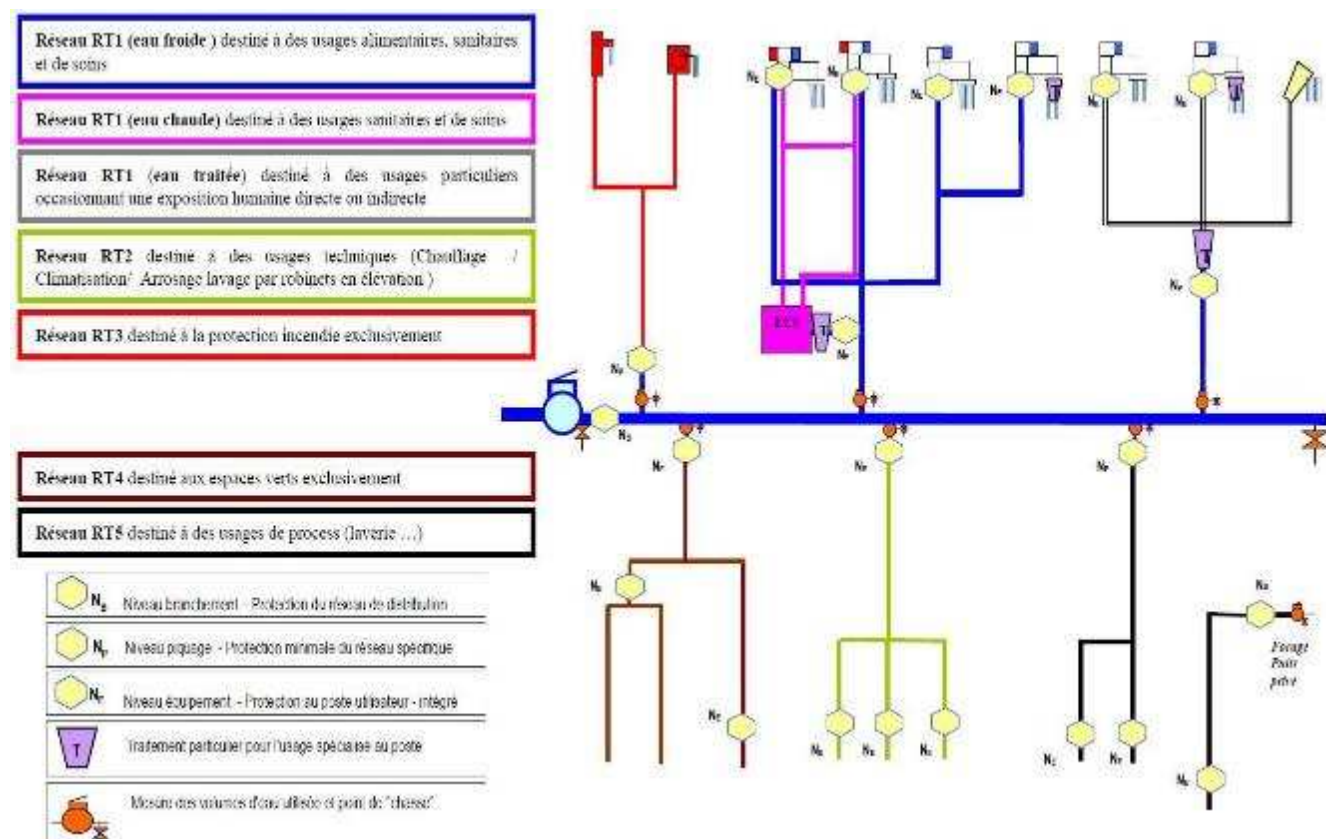 Réseau RT1 (eau froide ) destiné à des usages alimentaires, sanitaires
et de soins
Réseau RT1 (eau chaude) destiné à des usages sanitaires et de soins
Réseau RT1 (eau traitée) destiné à des usages particuliers
occasionnant une exposition humaine directe ou indirecte
Réseau RT2 destiné à des usages techniques (Chauffage /
Climatisation/ Arrosage lavage par robinets en élévation )
Réseau RT3 destiné à la protection incendie exclusivement
Réseau RT4 destiné aux espaces verts exclusivement
Réseau RT5 destiné à des usages de process (laverie …)
Niveau branchement - Protection du réseau de distribution
NP Niveau piquage - Protection minimale du réseau spécifique
Niveau équipement - Protection au poste utilisateur - intégré
T Traitement particulier pour l'usage spécialisé au poste
Mesure des volumes d'eau utilisée et point de "chasse"
Forage
Puits
privé